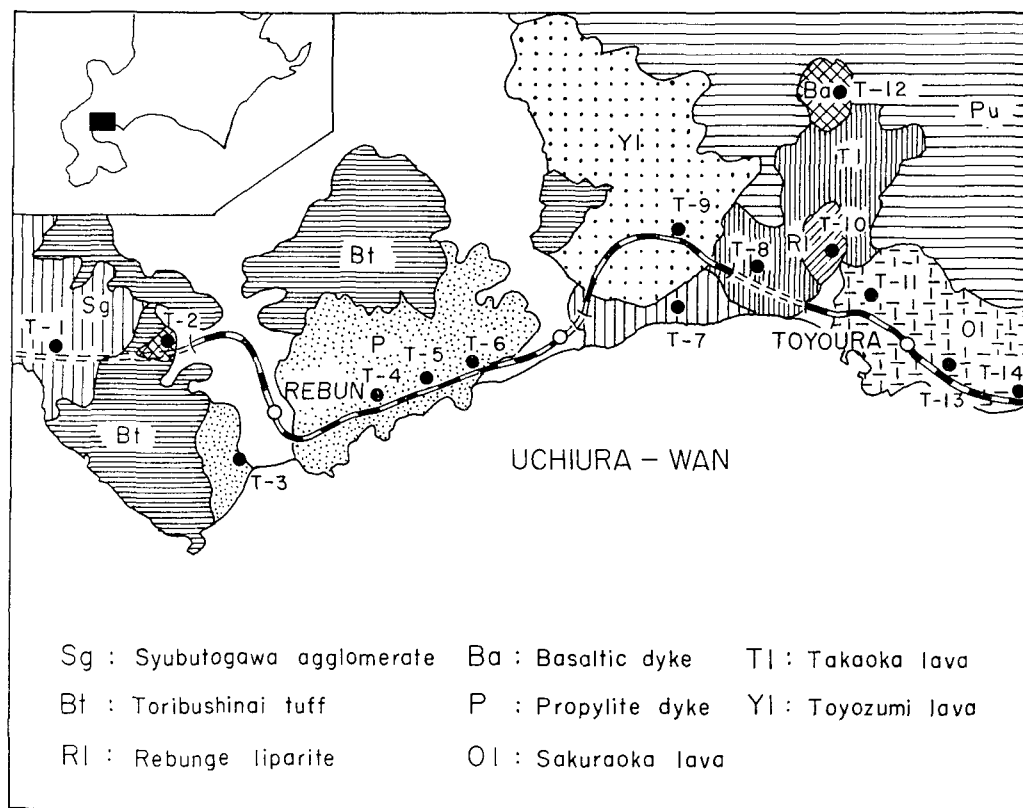 Ba
T-12
Pu
Yl
Tl
T-9
T-10
Rl
T-8
Bt
Sg
T-11
T-1
T-2
T-7
Ol
P
T-6
TOYOURA
T-5
T-14
REBUN
T-4
T-13
Bt
UCHIURA - WAN
T-3
Sg : Syubutogawa agglomerate Ba : Basaltic dyke Tl : Takaoka lava
Bt : Toribushinai tuff P : Propylite dyke Yl : Toyozumi lava
Rl : Rebunge liparite Ol : Sakuraoka lava